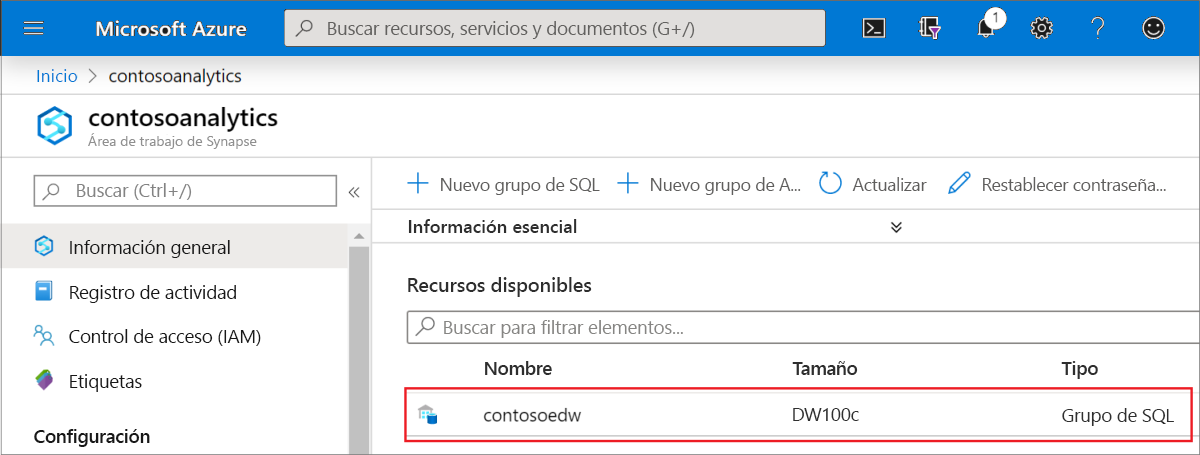 Microsoft Azure
Buscar recursos, servicios y documentos (G+/)
1
Inicio > contosoanalytics
contosoanalytics
Área de trabajo de Synapse
Buscar (Ctrl+/)
«
Nuevo grupo de SQL
Nuevo grupo de A...
Actualizar
Restablecer contraseña...
Información esencial
Información general
Registro de actividad
Control de acceso (IAM)
Etiquetas
Configuración
Recursos disponibles
Buscar para filtrar elementos...
Nombre Tamaño Tipo
contosoedw DW100c Grupo de SQL